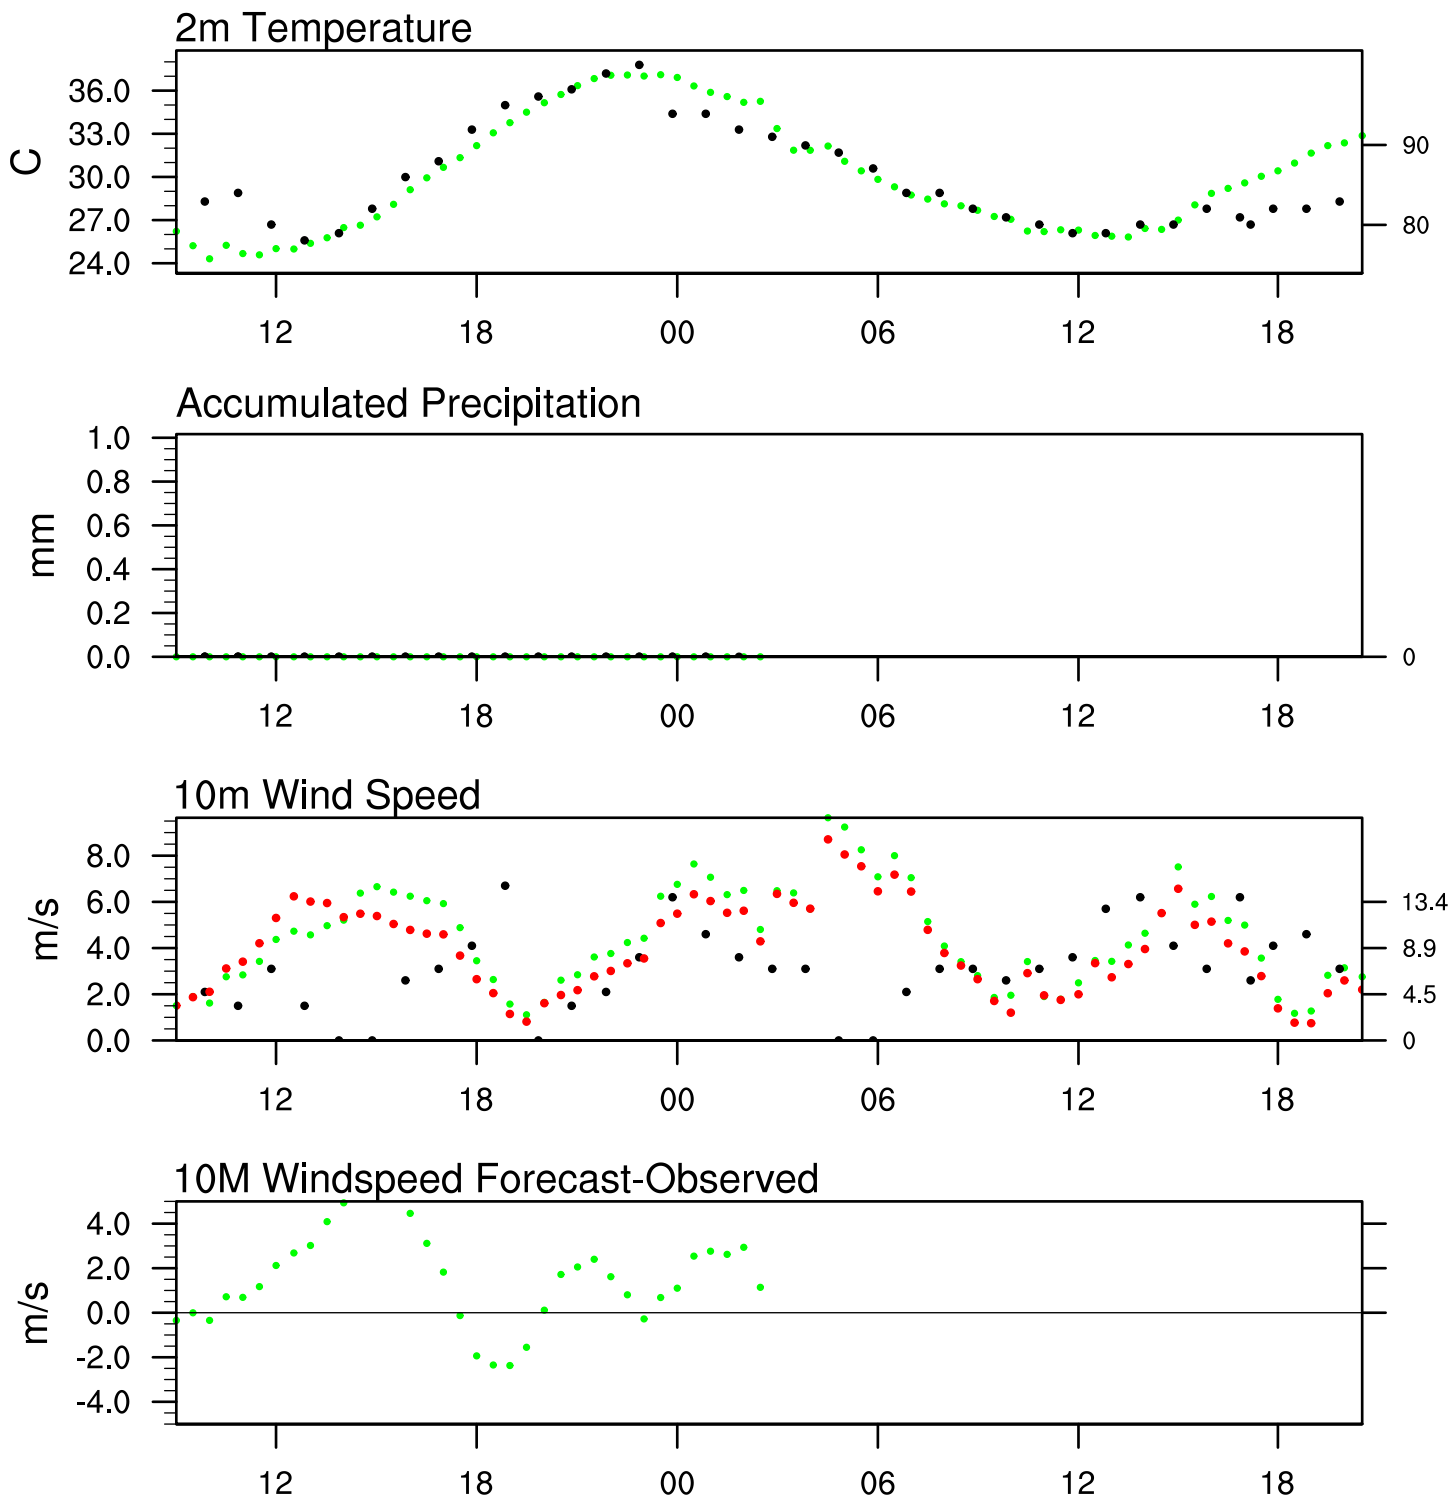 2m Temperature
36.0
33.0
90
C
30.0
27.0
80
24.0
12 18 00 06 12 18
Accumulated Precipitation
1.0
0.8
0.6
mm
0.4
0.2
0.0
0
12 18 00 06 12 18
10m Wind Speed
8.0
6.0
13.4
m/s
4.0
8.9
2.0
4.5
0.0
0
12 18 00 06 12 18
10M Windspeed Forecast-Observed
4.0
2.0
m/s
0.0
-2.0
-4.0
12 18 00 06 12 18